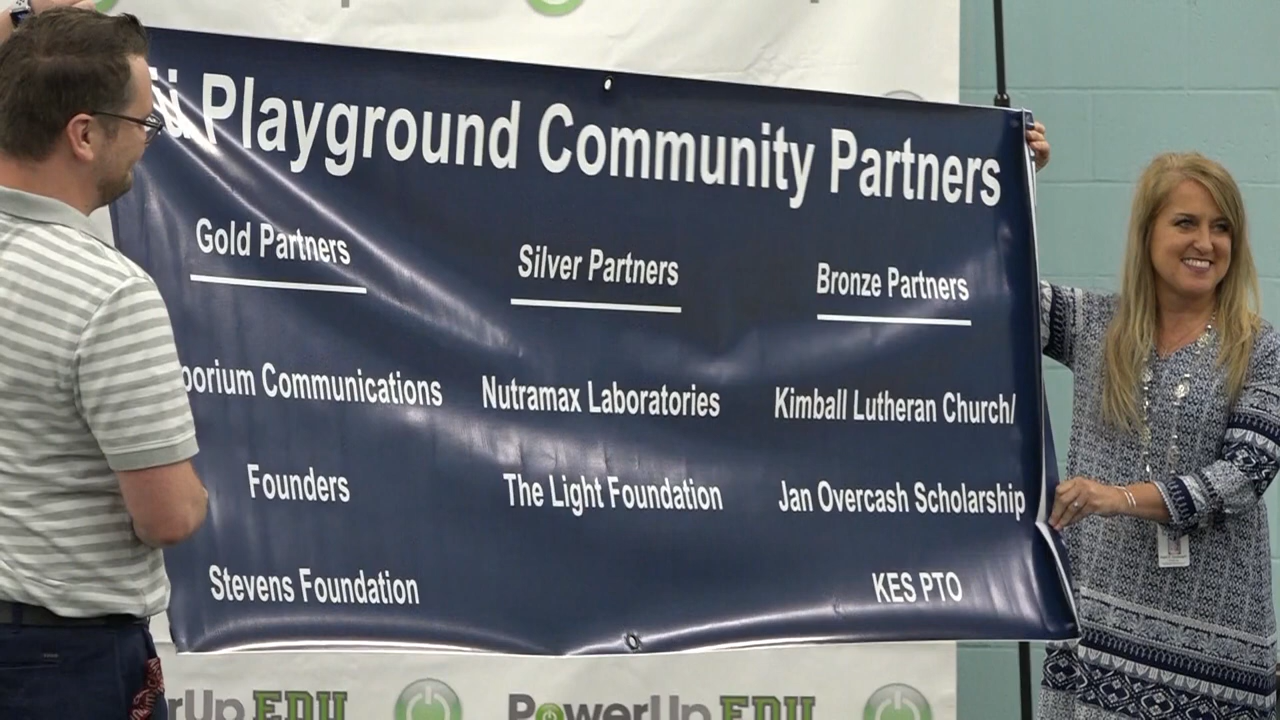 Playground Community Partners
Gold Partners
Silver Partners
Bronze Partners
Communications
Nutramax Laboratories
Kimball Lutheran Church/
Founders
The Light Foundation
Jan Overcash Scholarship
Stevens Foundation
KES PTO
EDU
PowerUp EDU